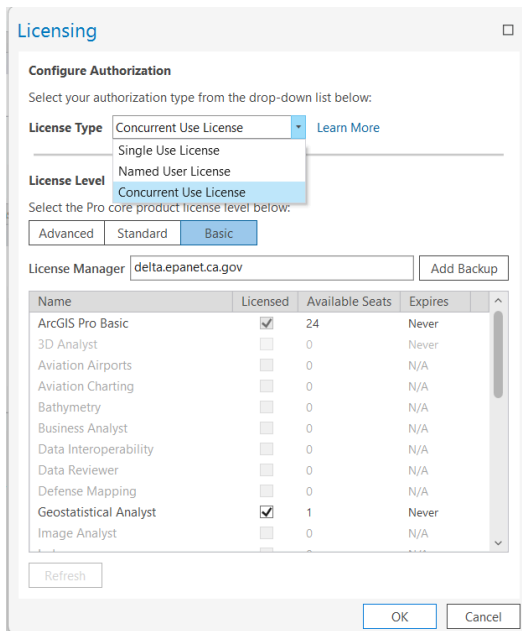 Licensing
Configure Authorization
Select your authorization type from the drop-down list below:
License Type Concurrent Use License Learn More
Single Use License
Named User License
License Level Concurrent Use License
Select the Pro core product license level below:
Advanced Standard Basic
License Manager delta.epanet.ca.gov Add Backup
Name Licensed Available Seats Expires
ArcGIS Pro Basic 24 Never
3D Analyst 0 Never
Aviation Airports 0 N/A
Aviation Charting 0 N/A
Bathymetry 0 N/A
Business Analyst 0 N/A
Data Interoperability 0 N/A
Data Reviewer 0 N/A
Defense Mapping 0 N/A
Geostatistical Analyst 1 Never
Image Analyst 0 N/A
Refresh
OK Cancel